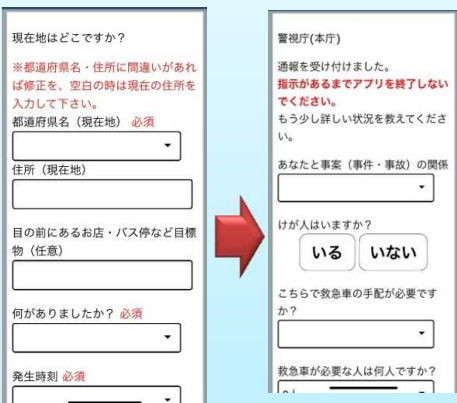 現在地はどこですか？
※都道府県名・住所に間違いがあれ
ば修正を、空白の時は現在の住所を
入力して下さい。
都道府県名（現在地） 必須
住所（現在地）
目の前にあるお店・バス停など目標
物（任意）
何がありましたか？ 必須
発生時刻 必須
警視庁(本庁)
通報を受け付けました。
指示があるまでアプリを終了しない
でください。
もう少し詳しい状況を教えてくださ
い。
あなたと事案（事件・事故）の関係
けが人はいますか？
いる いない
こちらで救急車の手配が必要です
か？
救急車が必要な人は何人ですか？